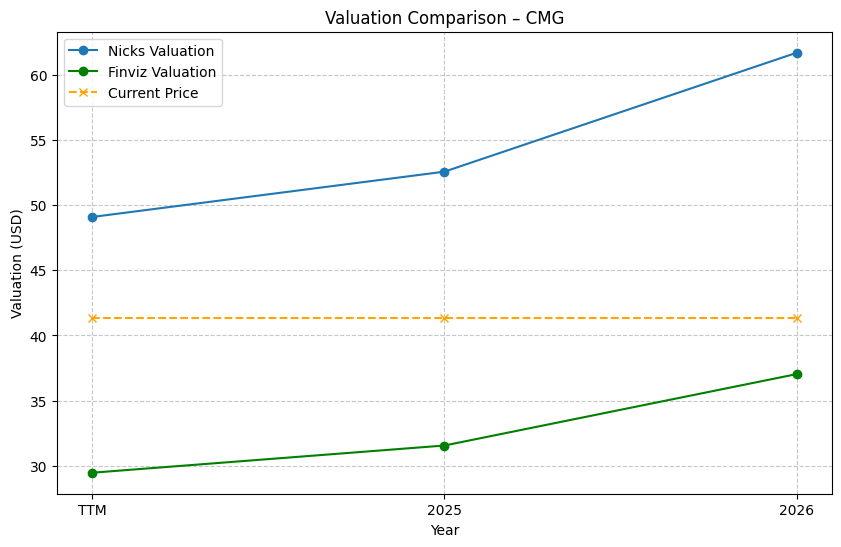 Valuation Comparison – CMG
Nicks Valuation
Finviz Valuation
Current Price
Valuation (USD)
60
55
50
45
40
35
30
TTM
2025
2026
Year